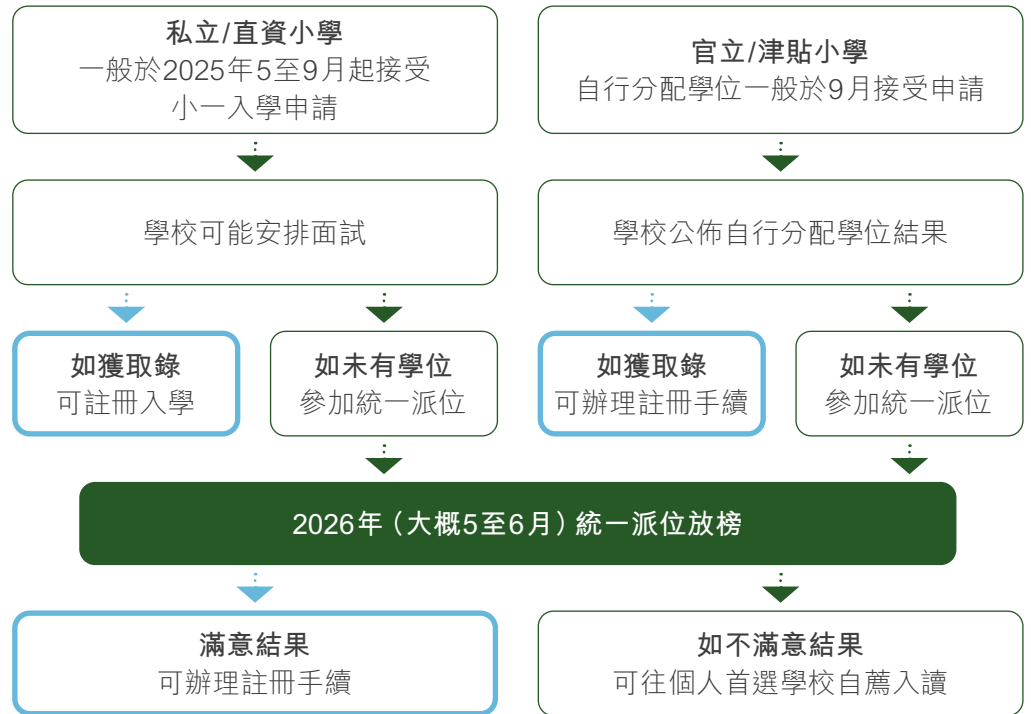 私立/直資小學
一般於2025年5至9月起接受
小一入學申請
官立/津貼小學
自行分配學位一般於9月接受申請
學校可能安排面試
學校公佈自行分配學位結果
如獲取錄
可註冊入學
如未有學位
參加統一派位
如獲取錄
可辦理註冊手續
如未有學位
參加統一派位
2026年（大概5至6月）統一派位放榜
滿意結果
可辦理註冊手續
如不滿意結果
可往個人首選學校自薦入讀